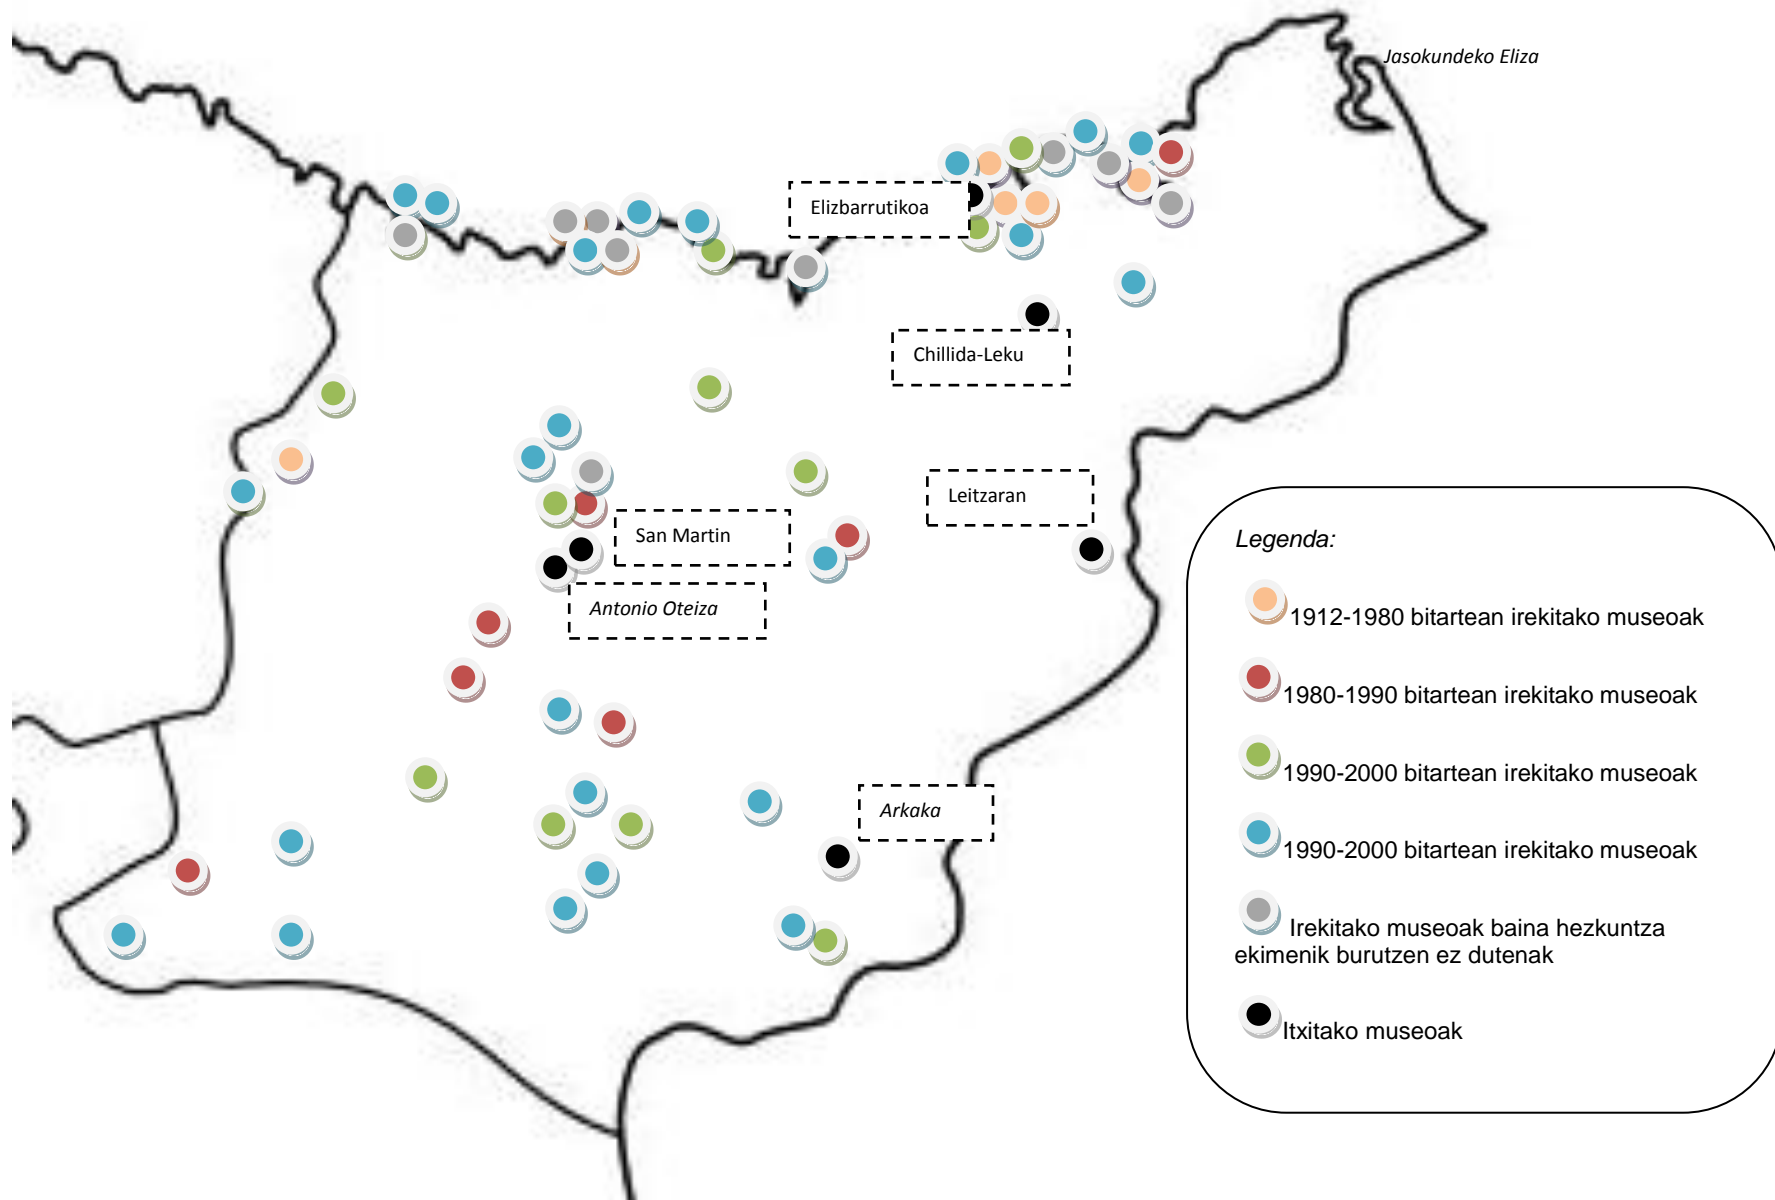 Jasokundeko Eliza
Elizbarrutikoa
Chillida-Leku
Leitzaran
San Martin
Antonio Oteiza
Arkaka
Legenda:
1912-1980 bitartean irekitako museoak
1980-1990 bitartean irekitako museoak
1990-2000 bitartean irekitako museoak
1990-2000 bitartean irekitako museoak
Irekitako museoak baina hezkuntza
ekimenik burutzen ez dutenak
Itxitako museoak